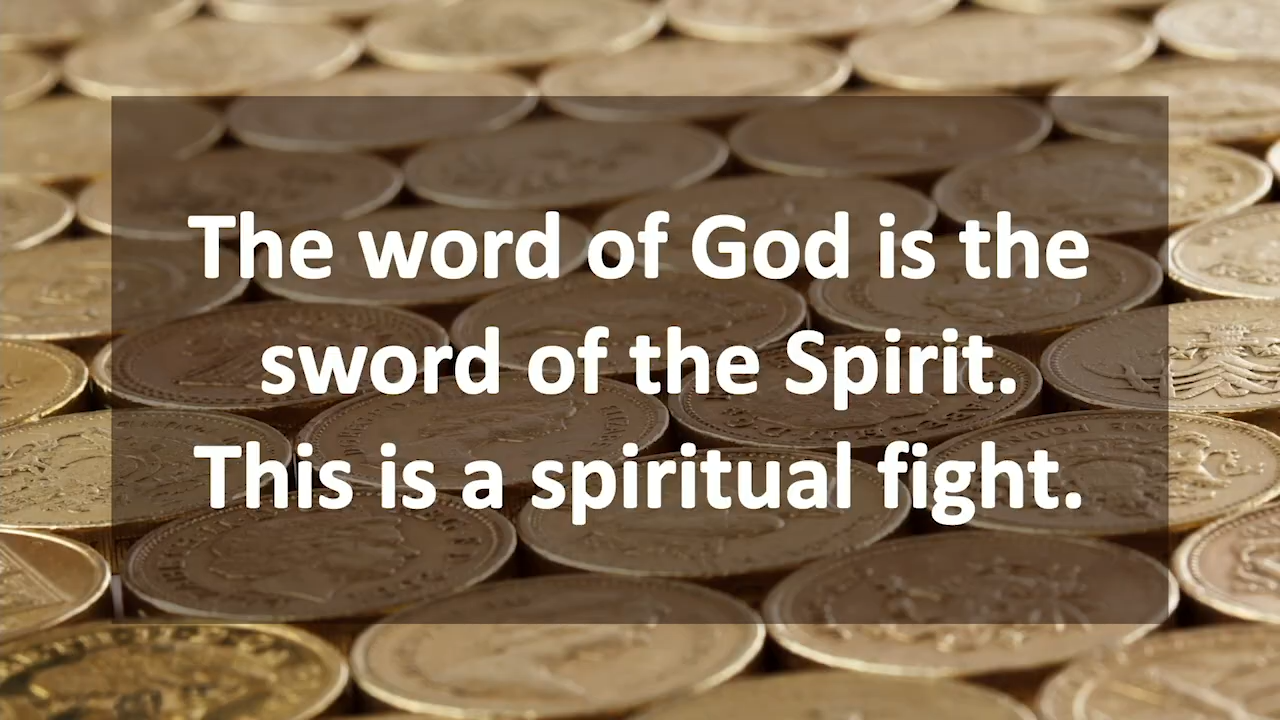 The word of God is the
sword of the Spirit.
This is a spiritual fight.